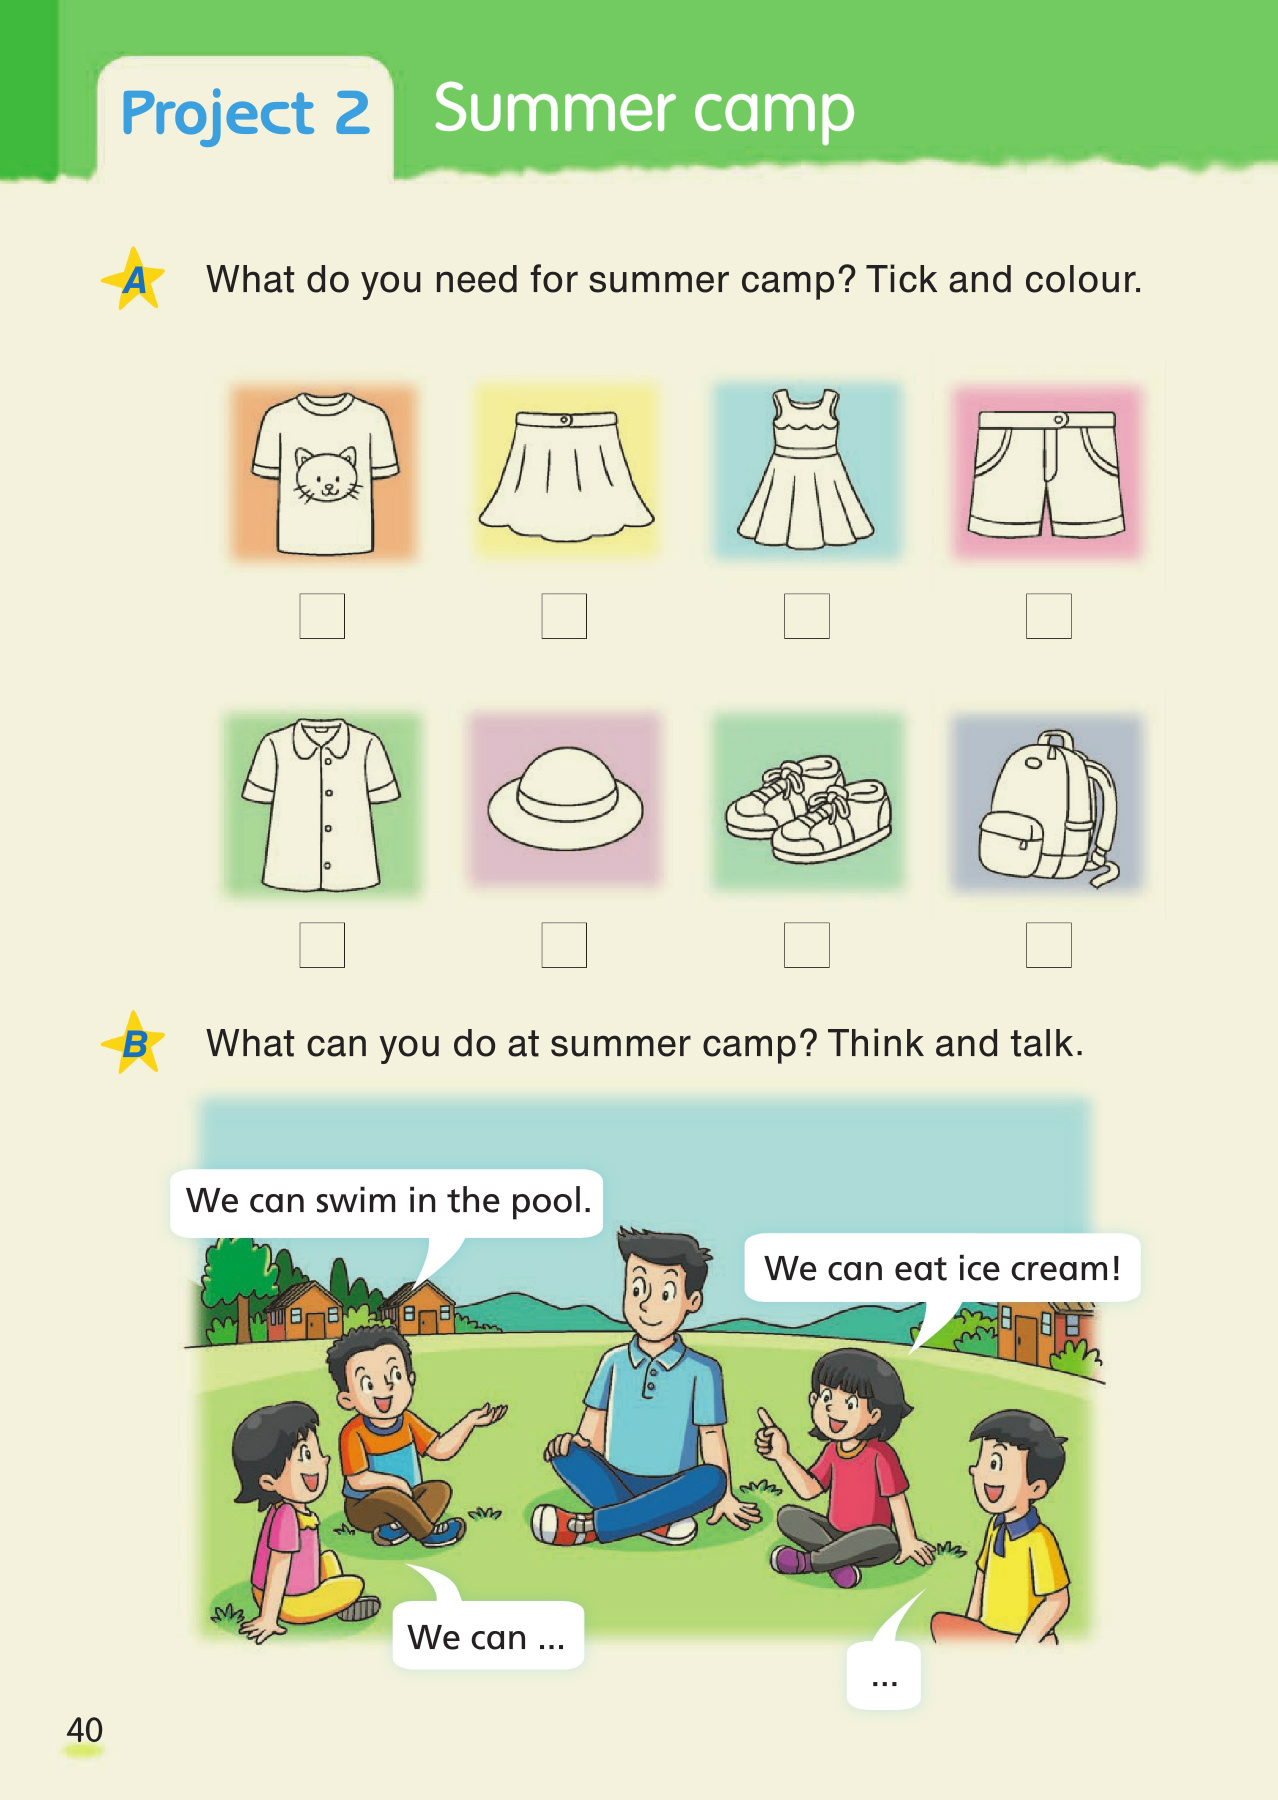 Project 2
Summer camp
A
What do you need for summer camp? Tick and colour.
B
What can you do at summer camp? Think and talk.
We can swim in the pool.
We can eat ice cream!
We can ...
...
40